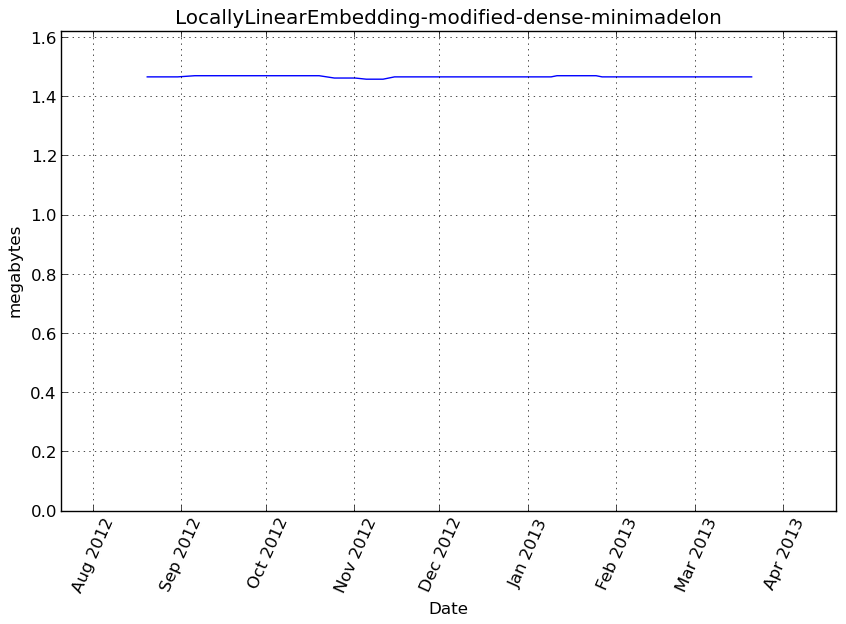 LocallyLinearEmbedding-modified-dense-minimadelon
1.6
1.4
1.2
1.0
0.8
0.6
0.4
0.2
0.0
megabytes
Aug 2012
Sep 2012
Oct 2012
Nov 2012
Dec 2012
Jan 2013
Feb 2013
Mar 2013
Apr 2013
Date